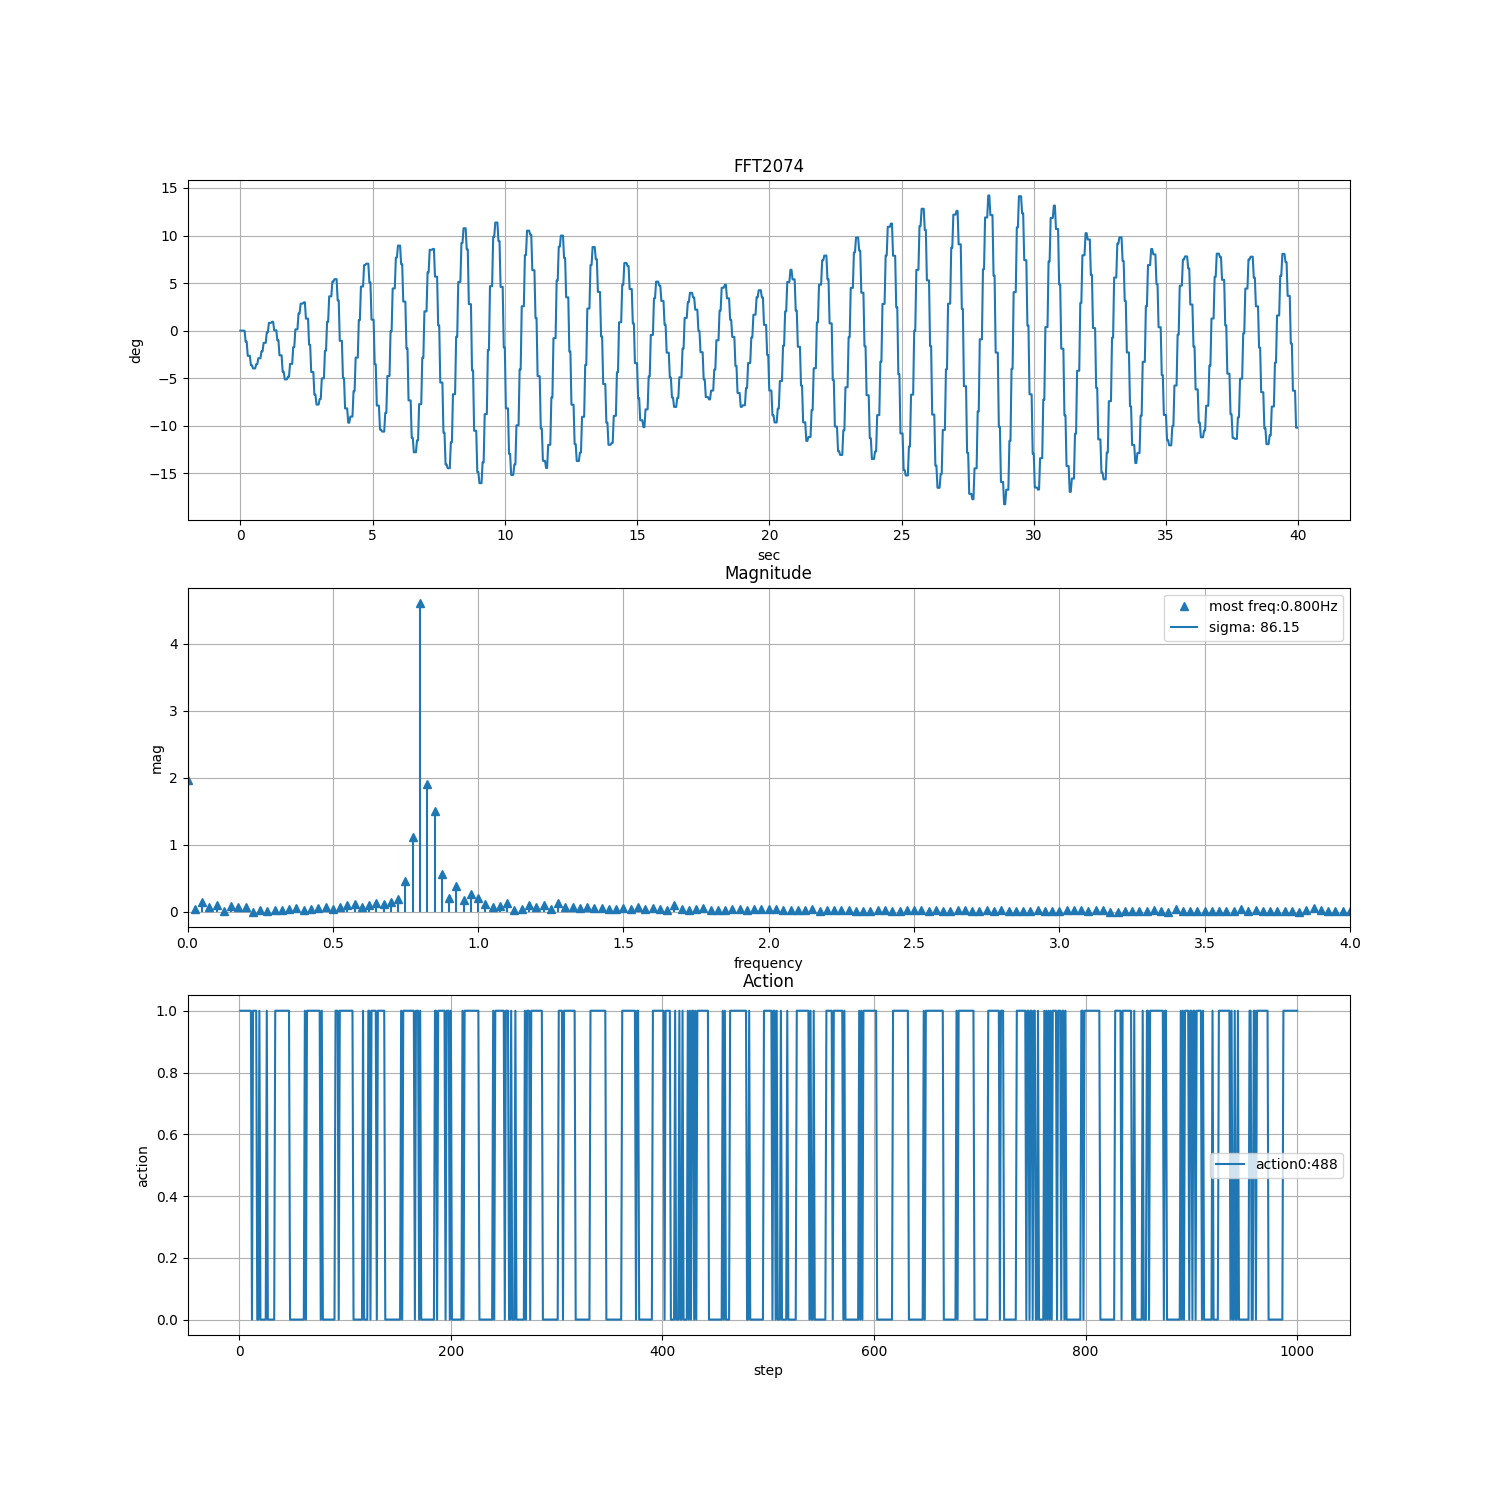 FFT2074
15
10
5
0
−5
−10
−15
deg
0 5 10 15 20 25 30 35 40
sec
Magnitude
most freq:0.800Hz
sigma: 86.15
4
3
2
1
0
mag
0.0 0.5 1.0 1.5 2.0 2.5 3.0 3.5 4.0
frequency
Action
1.0
0.8
0.6
0.4
0.2
0.0
action
action0:488
0 200 400 600 800 1000
step